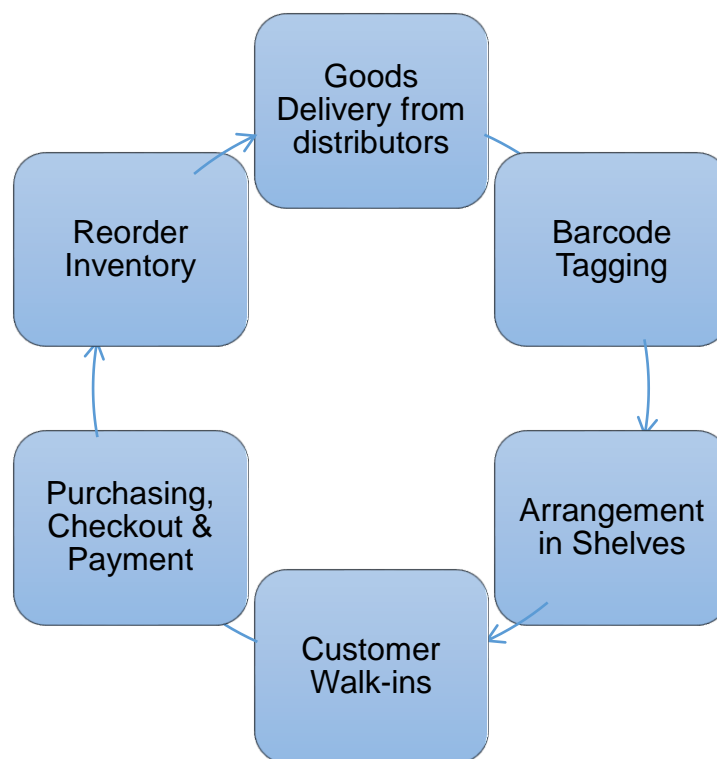 Goods
Delivery from
distributors
Barcode
Tagging
Arrangement
in Shelves
Customer
Walk-ins
Purchasing,
Checkout &
Payment
Reorder
Inventory